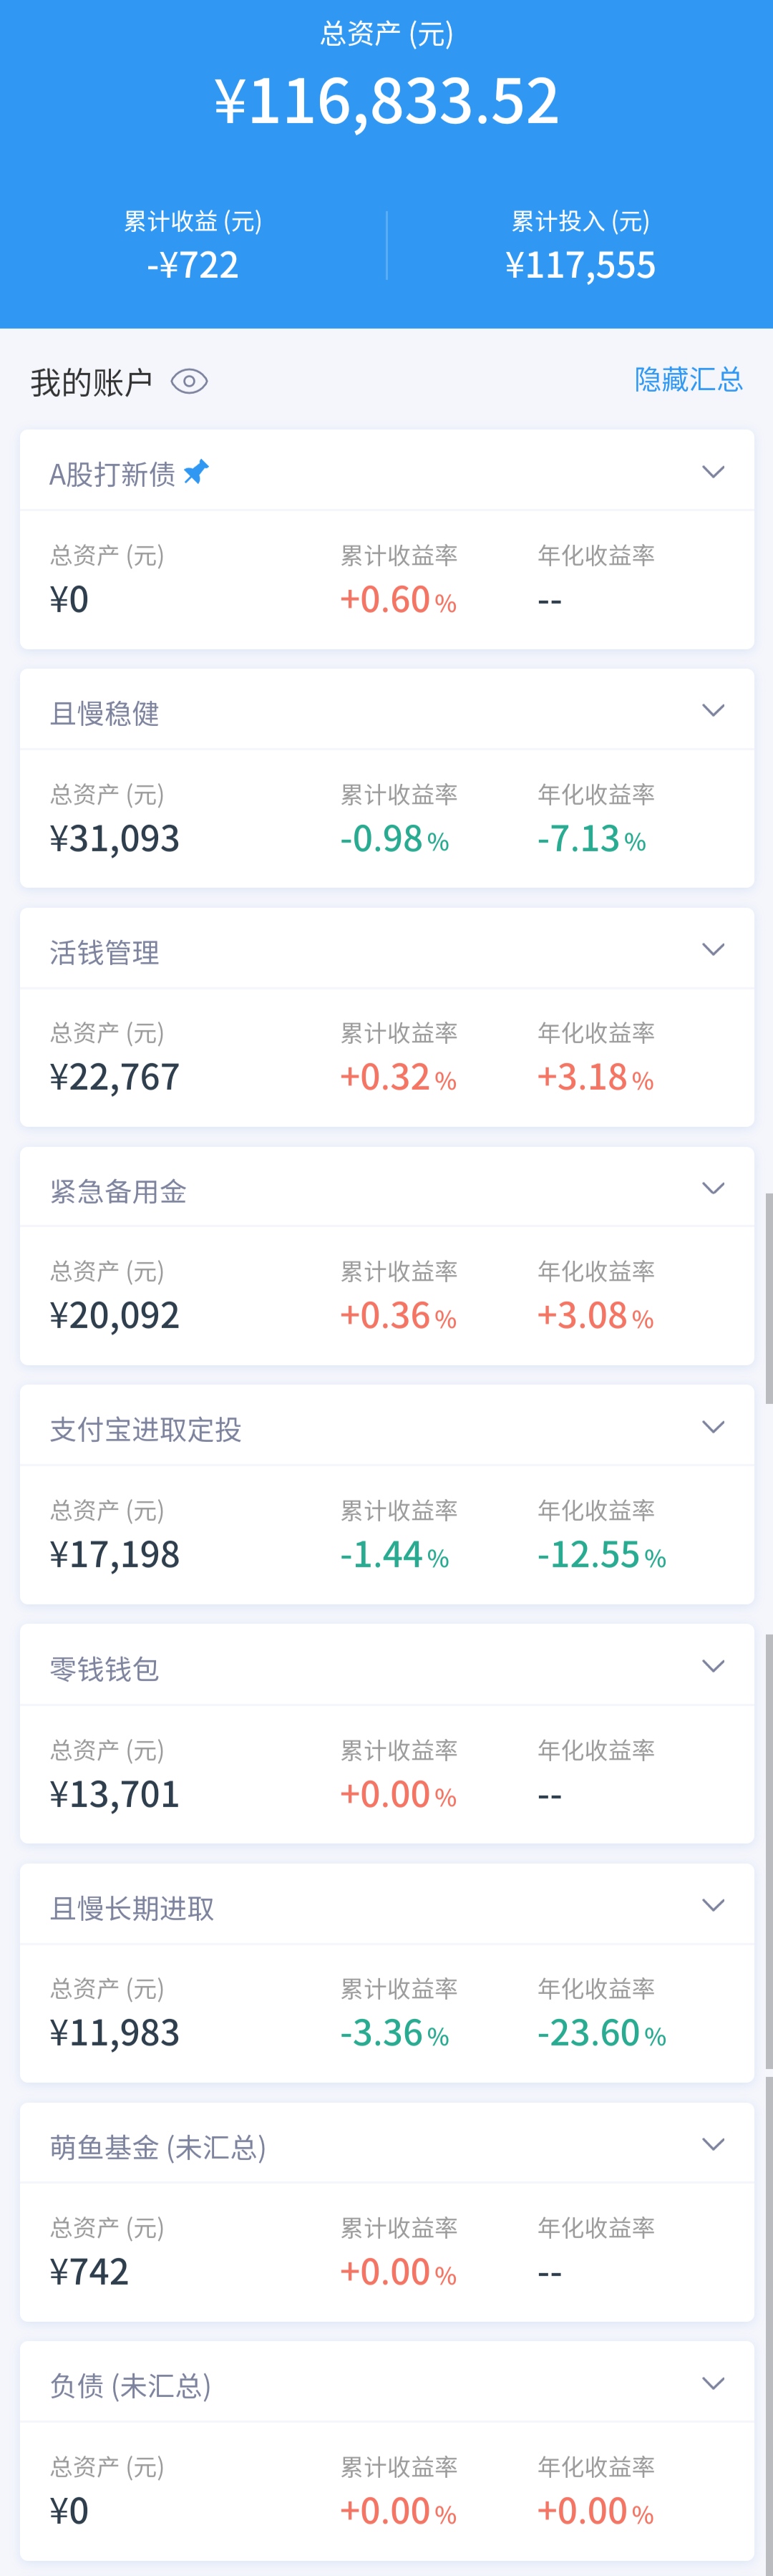 总资产 (元)
¥116,833.52
累计收益 (元) 累计投入 (元)
-¥722 ¥117,555
我的账户 隐藏汇总
A股打新债
总资产 (元) 累计收益率 年化收益率
¥0 +0.60% --
且慢稳健
总资产 (元) 累计收益率 年化收益率
¥31,093 -0.98% -7.13%
活钱管理
总资产 (元) 累计收益率 年化收益率
¥22,767 +0.32% +3.18%
紧急备用金
总资产 (元) 累计收益率 年化收益率
¥20,092 +0.36% +3.08%
支付宝进取定投
总资产 (元) 累计收益率 年化收益率
¥17,198 -1.44% -12.55%
零钱钱包
总资产 (元) 累计收益率 年化收益率
¥13,701 +0.00% --
且慢长期进取
总资产 (元) 累计收益率 年化收益率
¥11,983 -3.36% -23.60%
萌鱼基金 (未汇总)
总资产 (元) 累计收益率 年化收益率
¥742 +0.00% --
负债 (未汇总)
总资产 (元) 累计收益率 年化收益率
¥0 +0.00% +0.00%